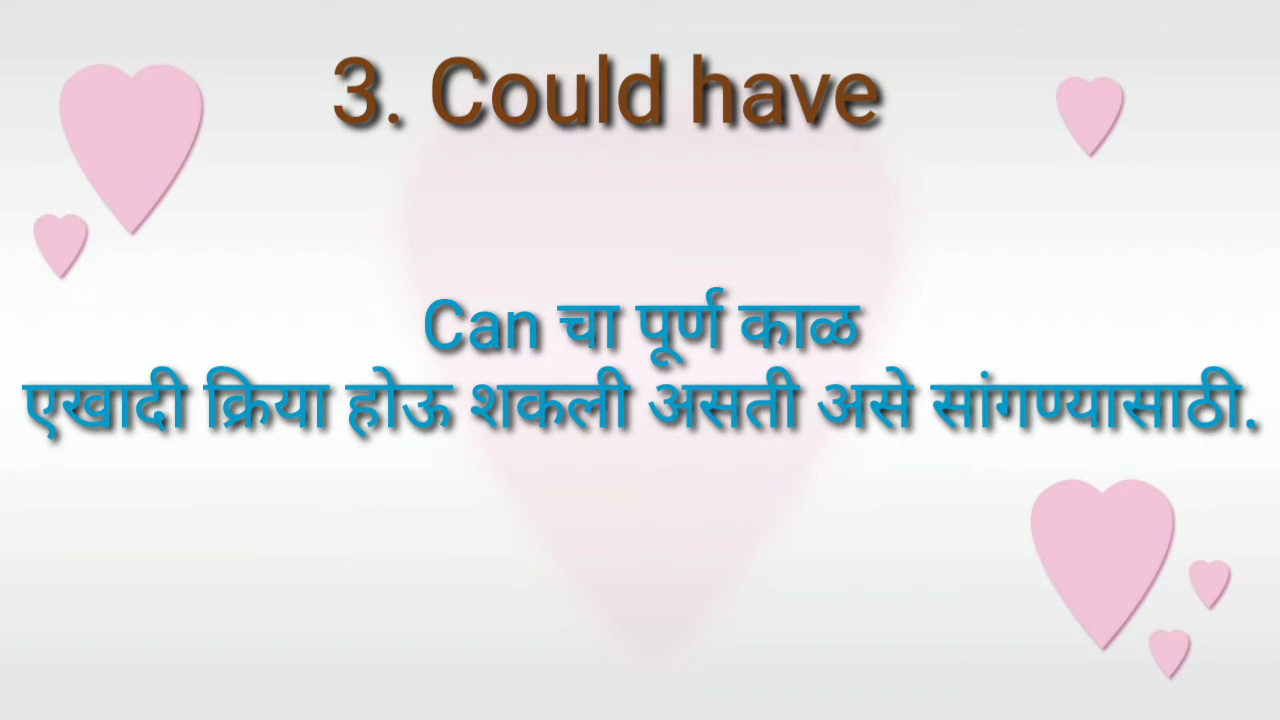 3. Could have
Can चा पूर्ण काळ
एखादी क्रिया होऊ शकली असती असे सांगण्यासाठी.